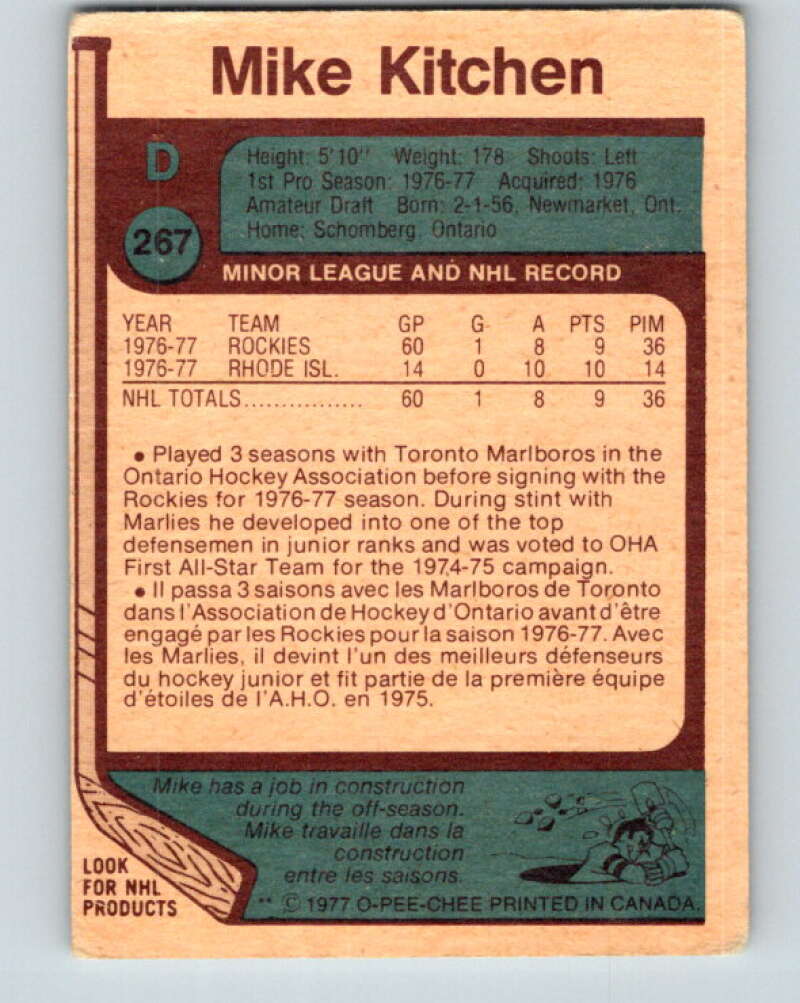 Mike Kitchen
D
Height: 5'10" Weight: 178 Shoots: Left
1st Pro Season: 1976-77 Acquired: 1976
Amateur Draft Born: 2-1-56, Newmarket, Ont.
Home: Schomberg, Ontario
267
MINOR LEAGUE AND NHL RECORD
YEAR TEAM GP G A PTS PIM
1976-77 ROCKIES 60 1 8 9 36
1976-77 RHODE ISL. 14 0 10 10 14
NHL TOTALS................ 60 1 8 9 36
• Played 3 seasons with Toronto Marlboros in the
Ontario Hockey Association before signing with the
Rockies for 1976-77 season. During stint with
Marlies he developed into one of the top
defensemen in junior ranks and was voted to OHA
First All-Star Team for the 1974-75 campaign.
• Il passa 3 saisons avec les Marlboros de Toronto
dans l'Association de Hockey d'Ontario avant d'être
engagé par les Rockies pour la saison 1976-77. Avec
les Marlies, il devint l'un des meilleurs défenseurs
du hockey junior et fit partie de la première équipe
d'étoiles de l'A.H.O. en 1975.
Mike has a job in construction
during the off-season.
Mike travaille dans la
construction
entre les saisons.
LOOK
FOR NHL
PRODUCTS
** © 1977 O-PEE-CHEE PRINTED IN CANADA.